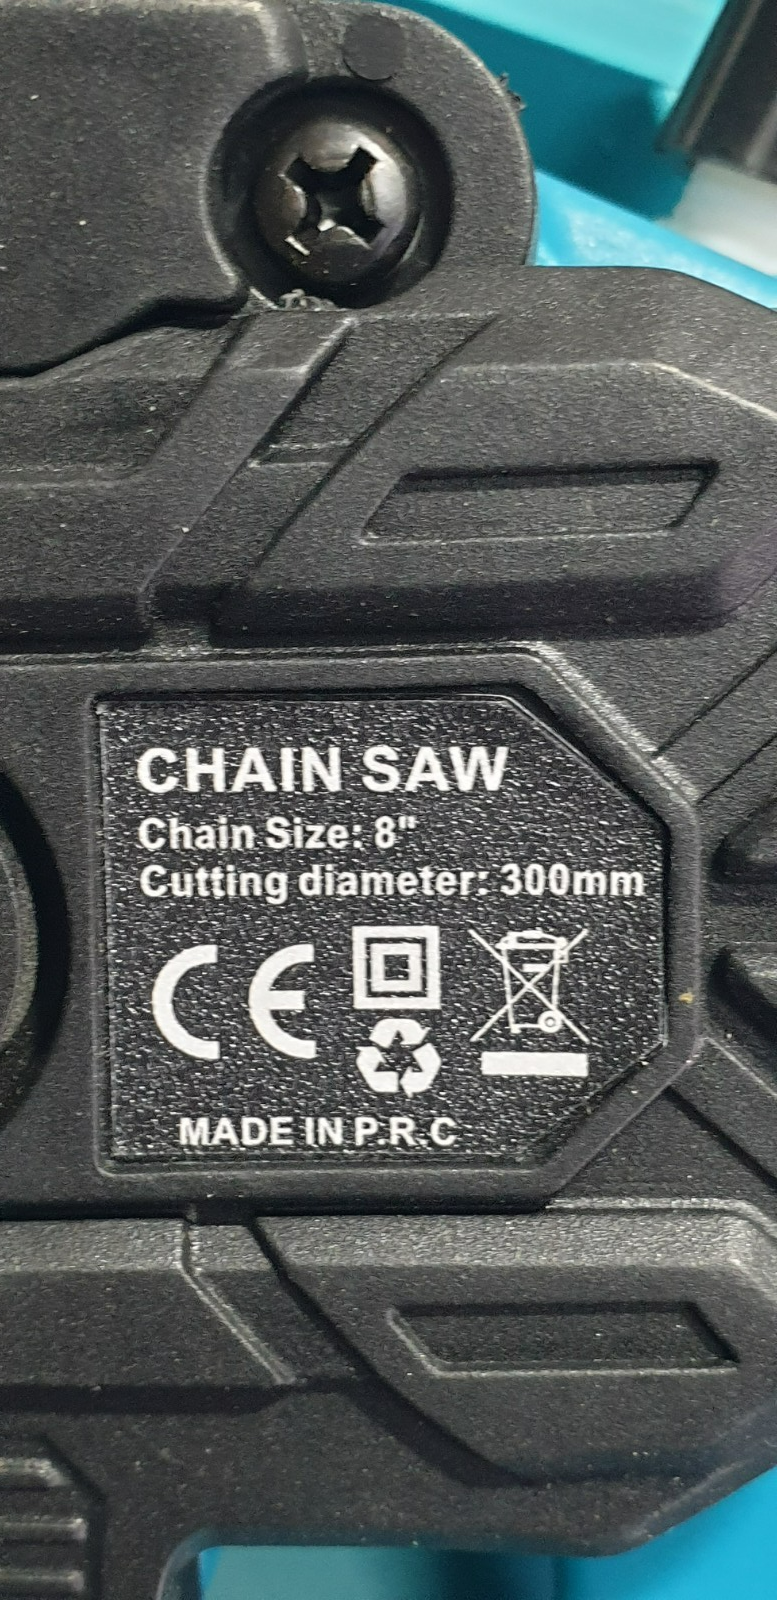 CHAIN SAW
Chain Size: 8"
Cutting diameter: 300mm
CE
MADE IN P.R.C